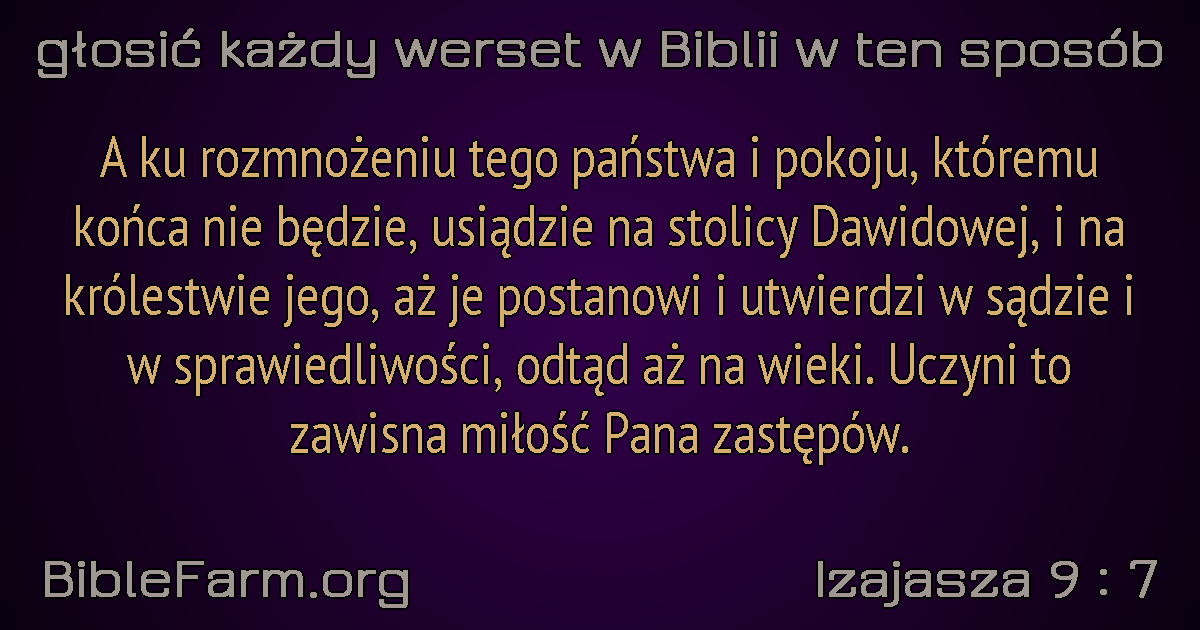 głosić każdy werset w Biblii w ten sposób
A ku rozmnożeniu tego państwa i pokoju, któremu
końca nie będzie, usiądzie na stolicy Dawidowej, i na
królestwie jego, aż je postanowi i utwierdzi w sądzie i
w sprawiedliwości, odtąd aż na wieki. Uczyni to
zawisna miłość Pana zastępów.
BibleFarm.org
Izajasza 9 : 7